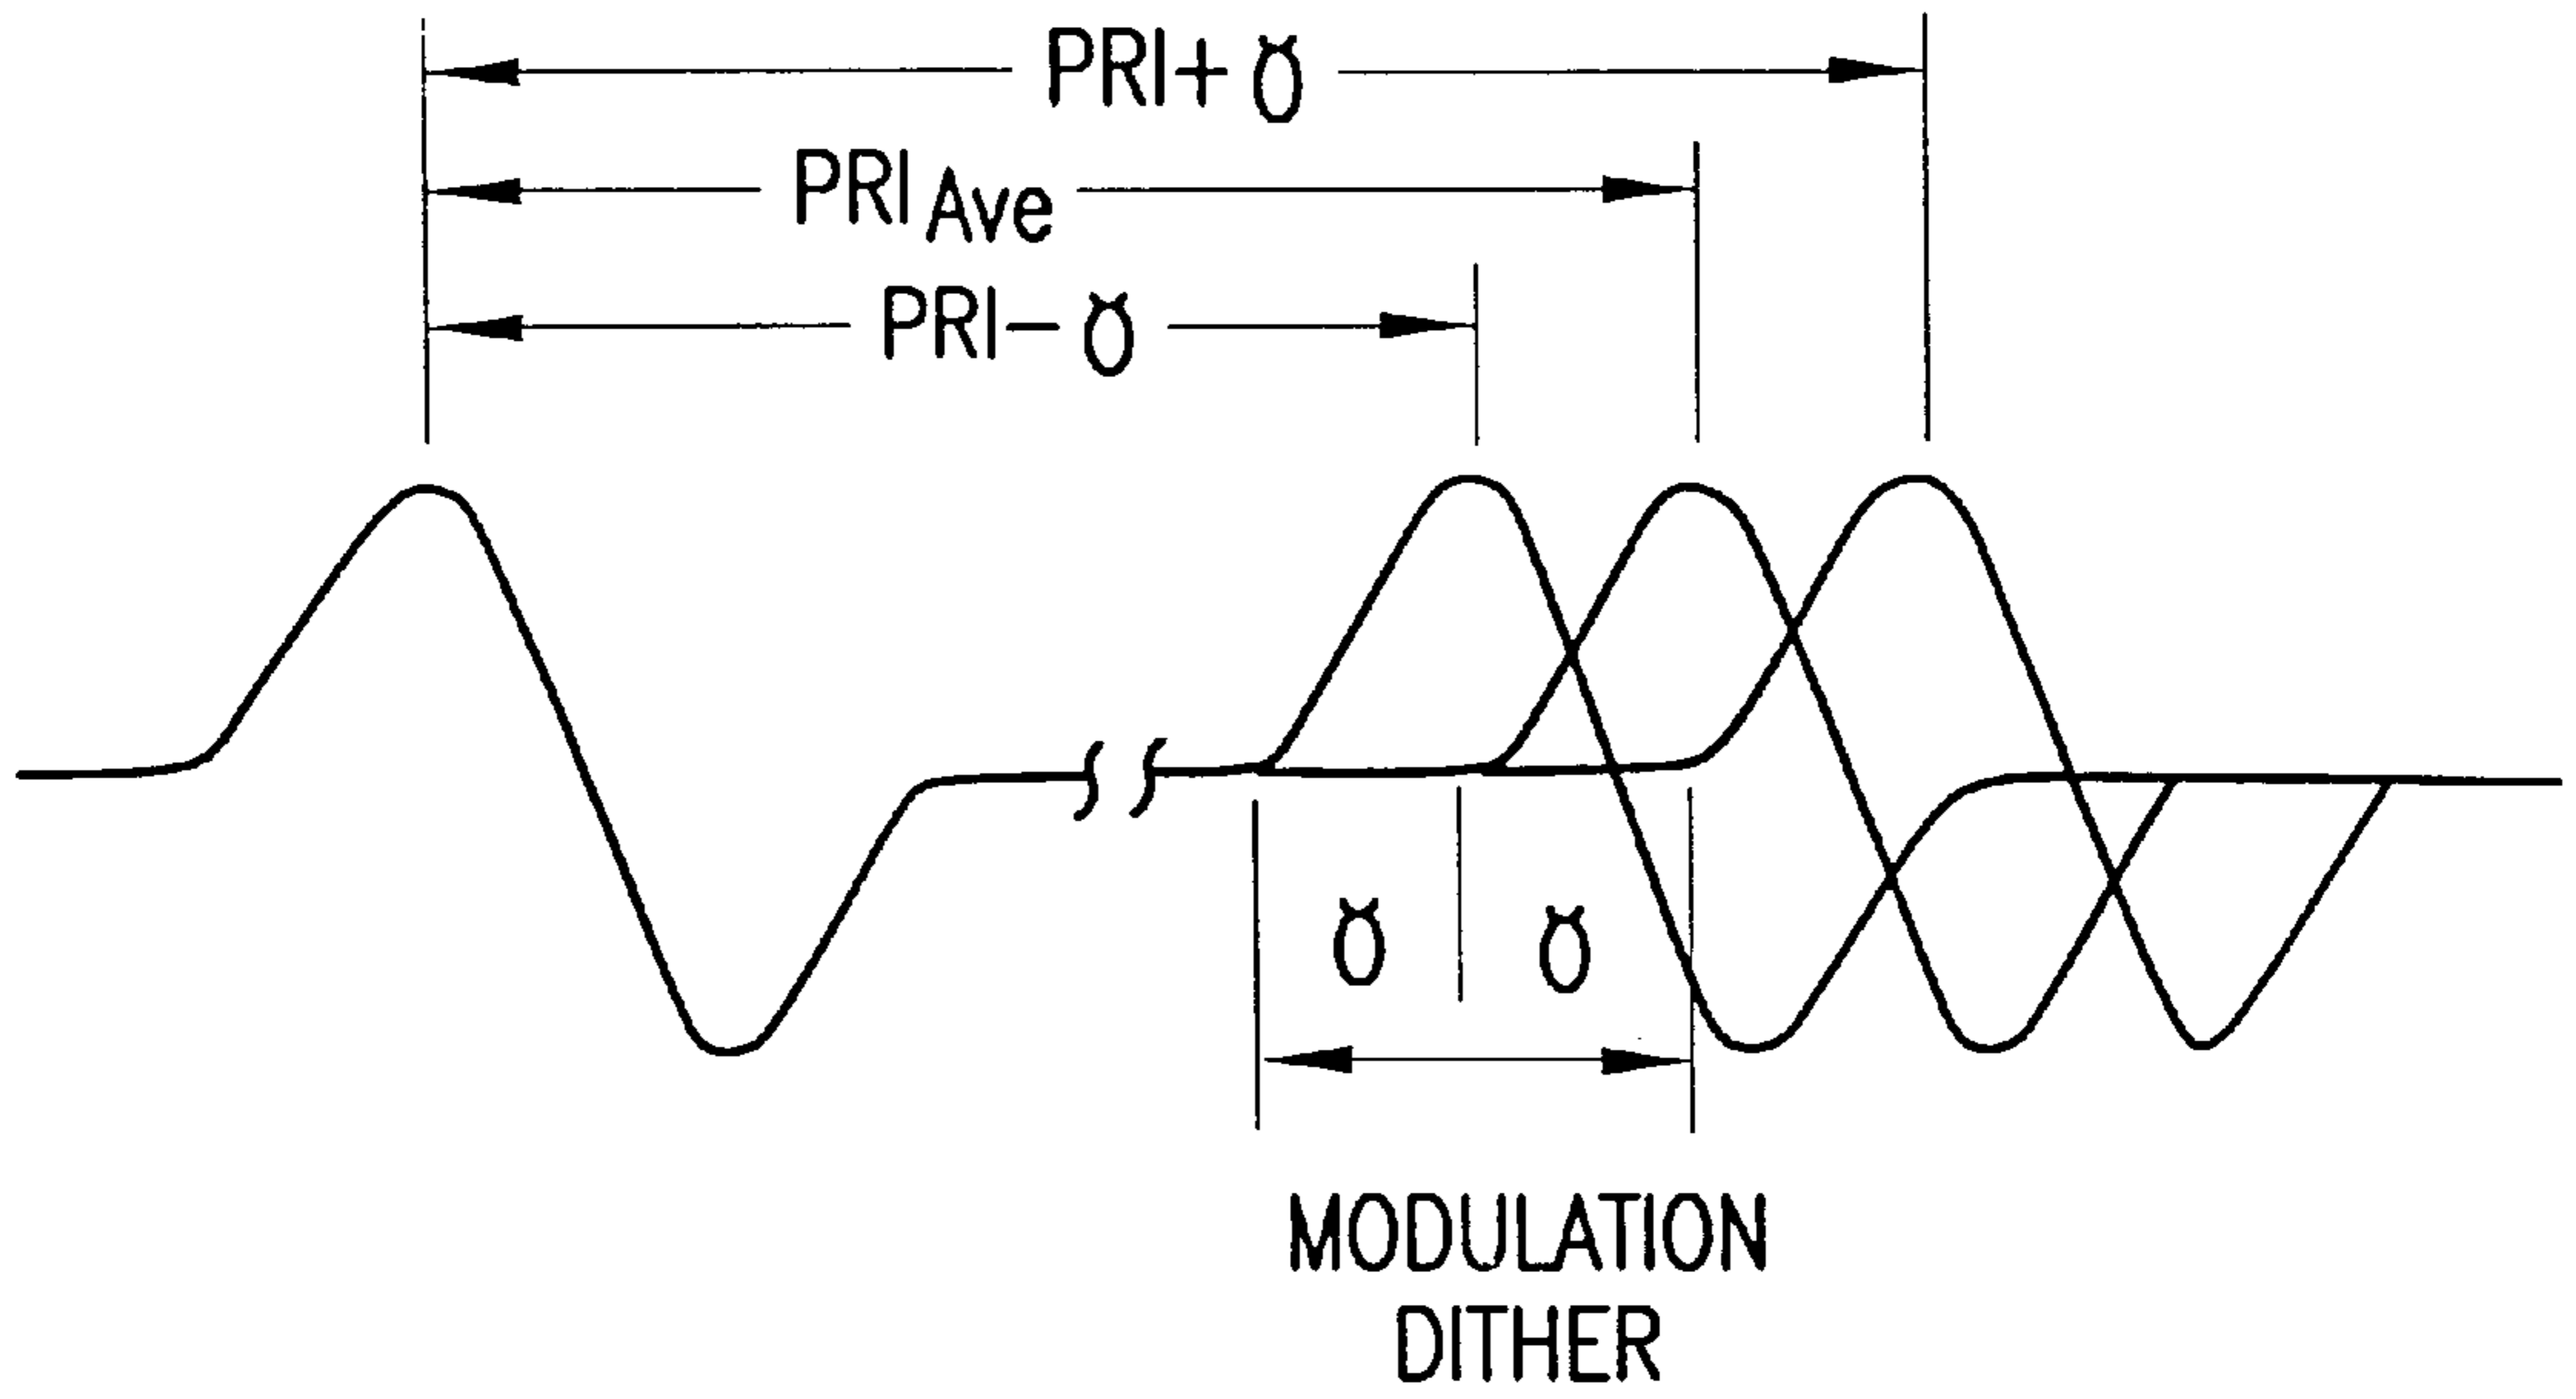 PRI+ ŏ
PRI Ave
PRI- ŏ
ŏ ŏ
MODULATION
DITHER